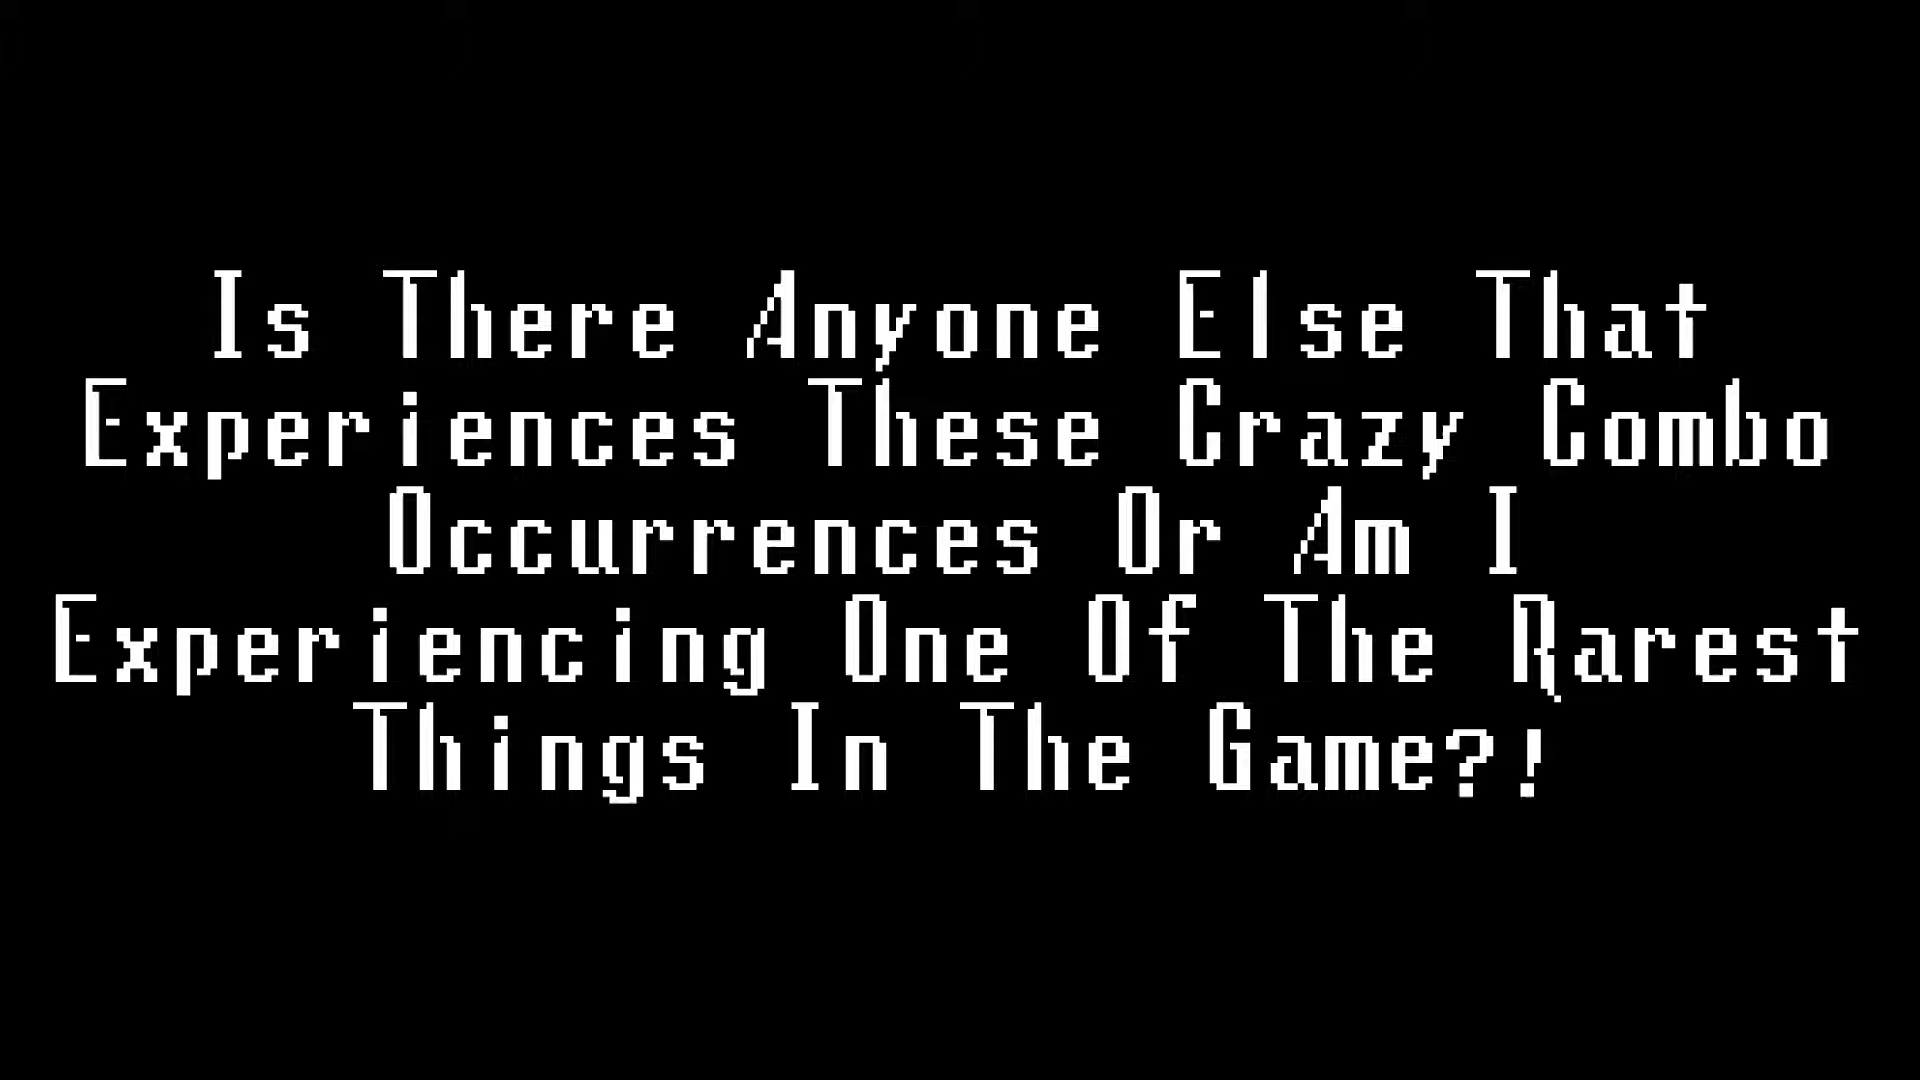 Is There Anyone Else That
Experiences These Crazy Combo
Occurrences Or Am I
Experiencing One Of The Rarest
Things In The Game?!